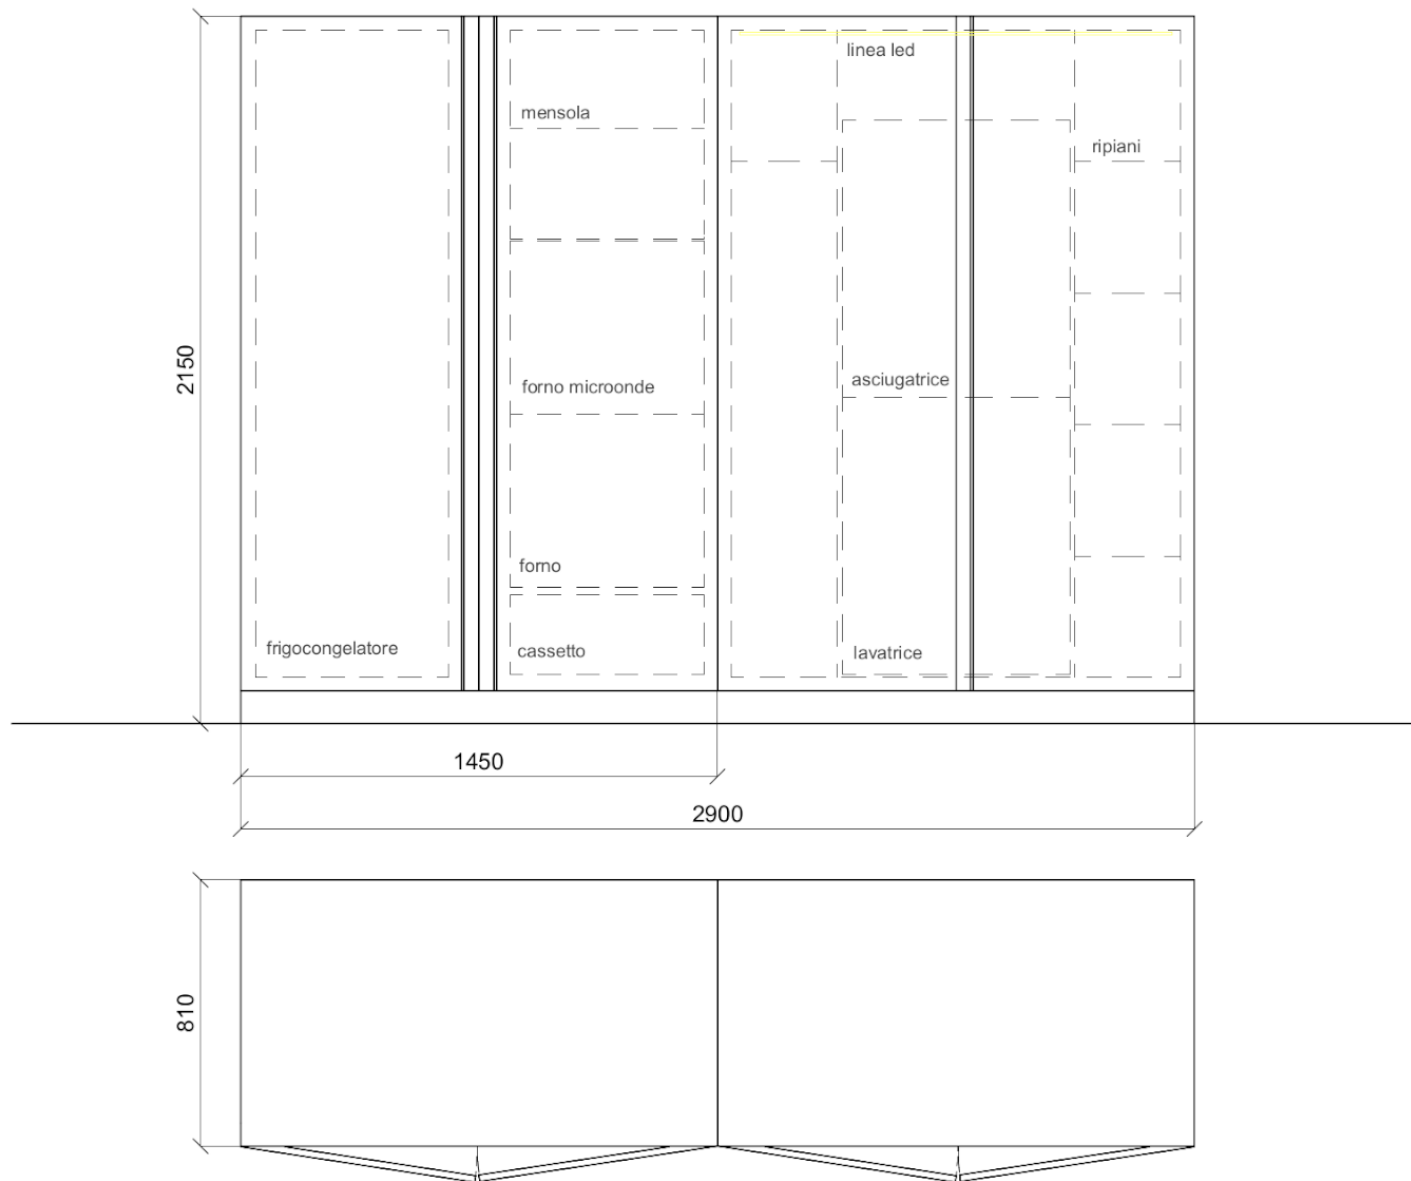 linea led
mensola
ripiani
2150
asciugatrice
forno microonde
forno
frigocongelatore
cassetto
lavatrice
1450
2900
810